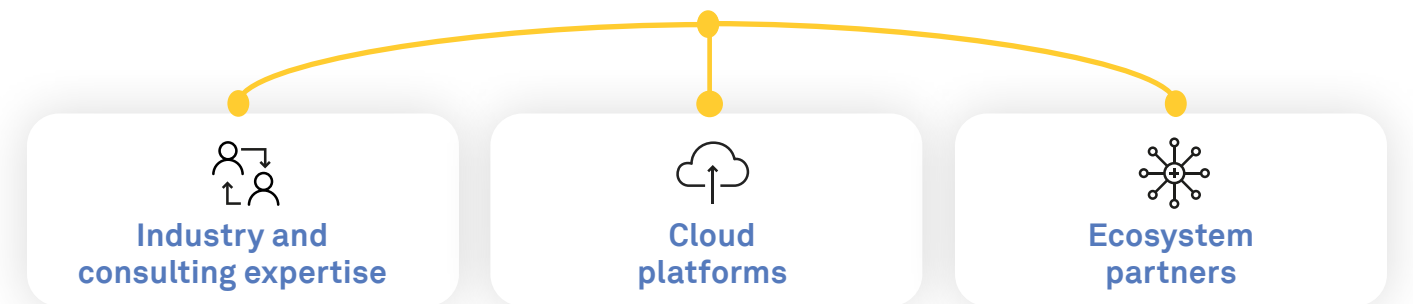 Industry and
consulting expertise
Cloud
platforms
Ecosystem
partners